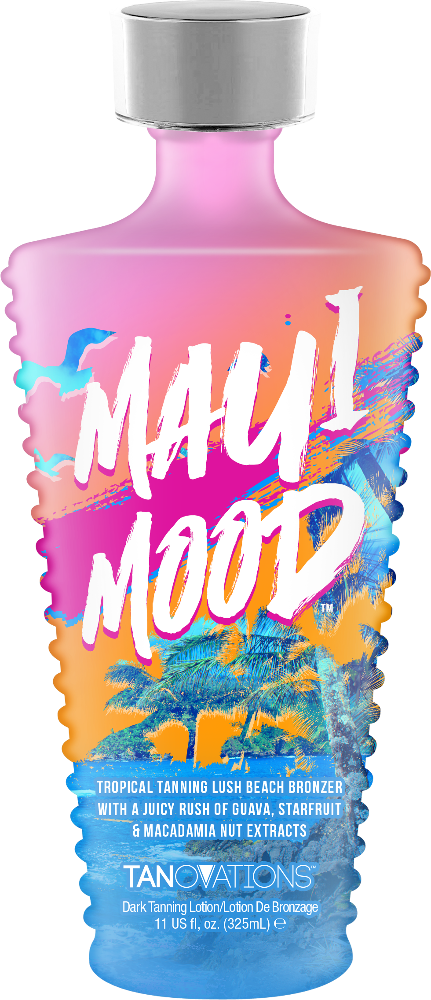 MAUI
MOOD™
TROPICAL TANNING LUSH BEACH BRONZER
WITH A JUICY RUSH OF GUAVA, STARFRUIT
& MACADAMIA NUT EXTRACTS
TANOVATIONS™
Dark Tanning Lotion/Lotion De Bronzage
11 US fl, oz. (325mL) ℮